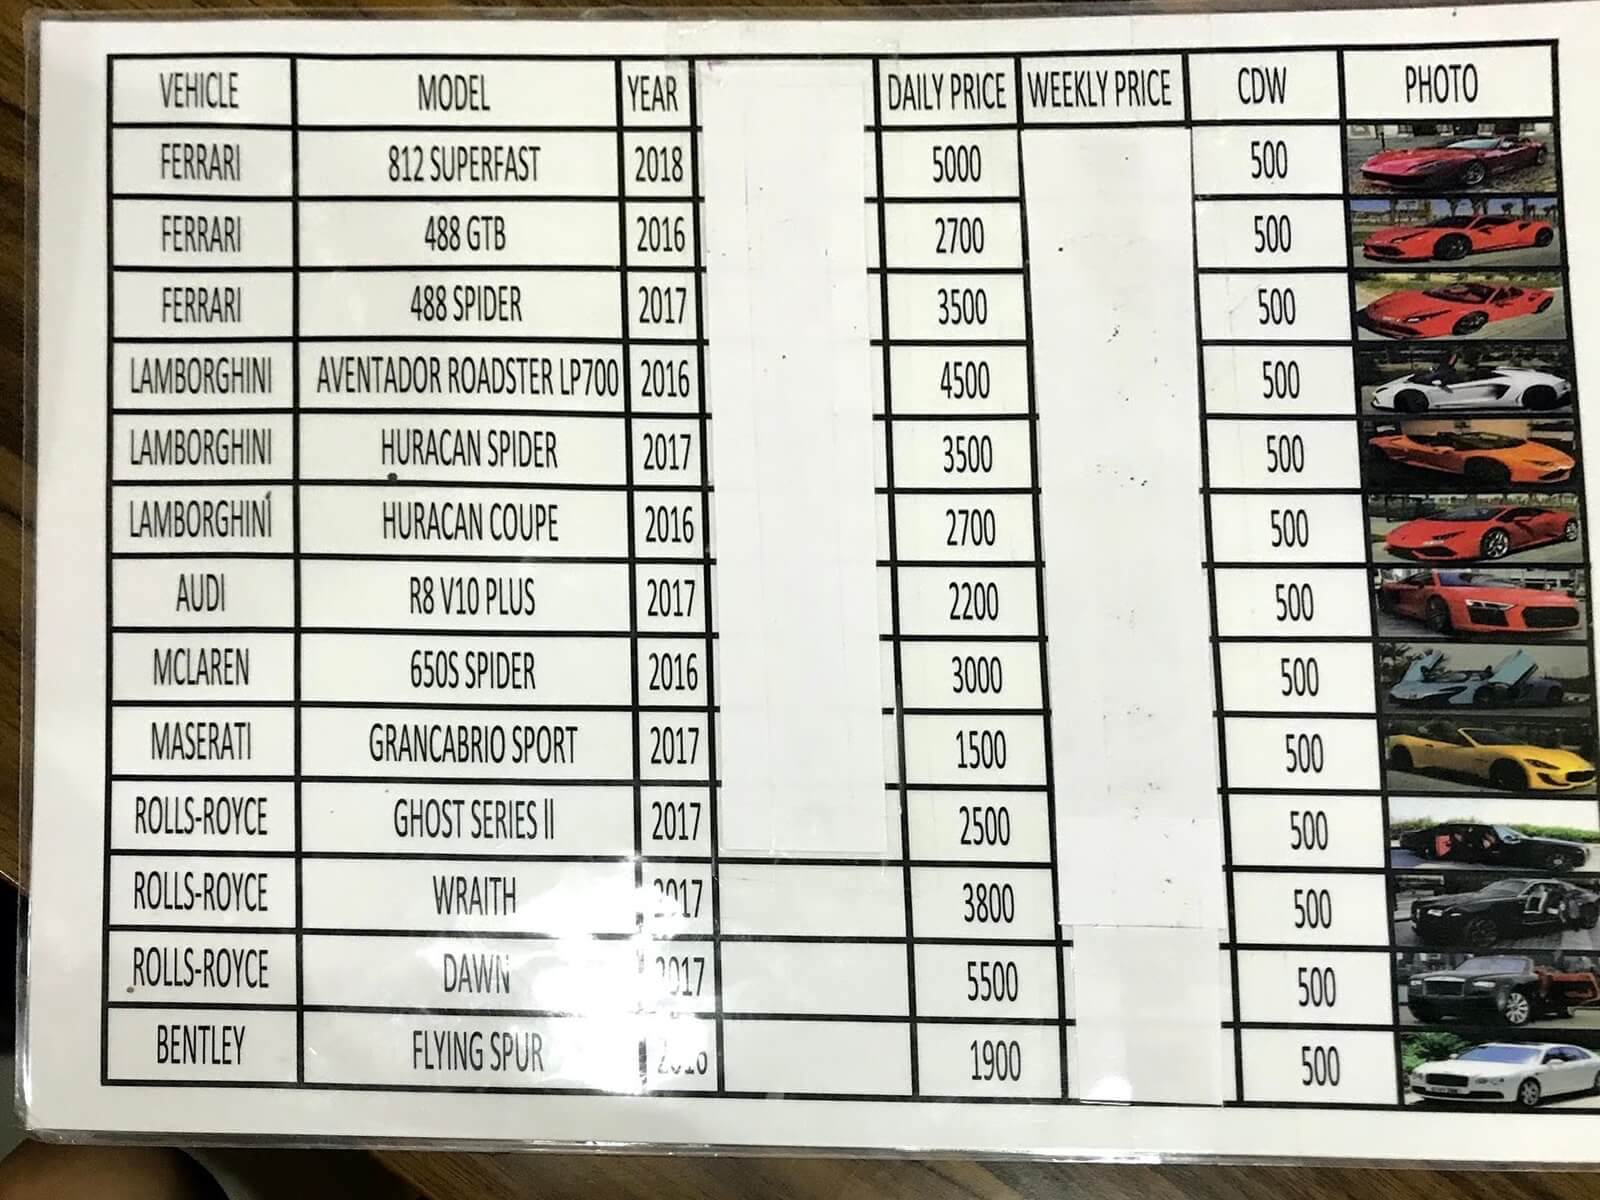 VEHICLE MODEL YEAR DAILY PRICE WEEKLY PRICE CDW PHOTO
FERRARI 812 SUPERFAST 2018 5000 500
FERRARI 488 GTB 2016 2700 500
FERRARI 488 SPIDER 2017 3500 500
LAMBORGHINI AVENTADOR ROADSTER LP700 2016 4500 500
LAMBORGHINI HURACAN SPIDER 2017 3500 500
LAMBORGHINI HURACAN COUPE 2016 2700 500
AUDI R8 V10 PLUS 2017 2200 500
MCLAREN 650S SPIDER 2016 3000 500
MASERATI GRANCABRIO SPORT 2017 1500 500
ROLLS-ROYCE GHOST SERIES II 2017 2500 500
ROLLS-ROYCE WRAITH 2017 3800 500
ROLLS-ROYCE DAWN 2017 5500 500
BENTLEY FLYING SPUR 2016 1900 500